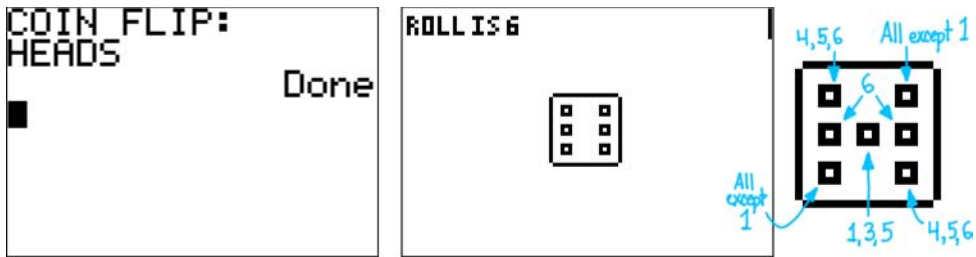 COIN FLIP:
HEADS
Done
ROLL IS 6
4,5,6
All except 1
6
All
except
1
1,3,5
4,5,6